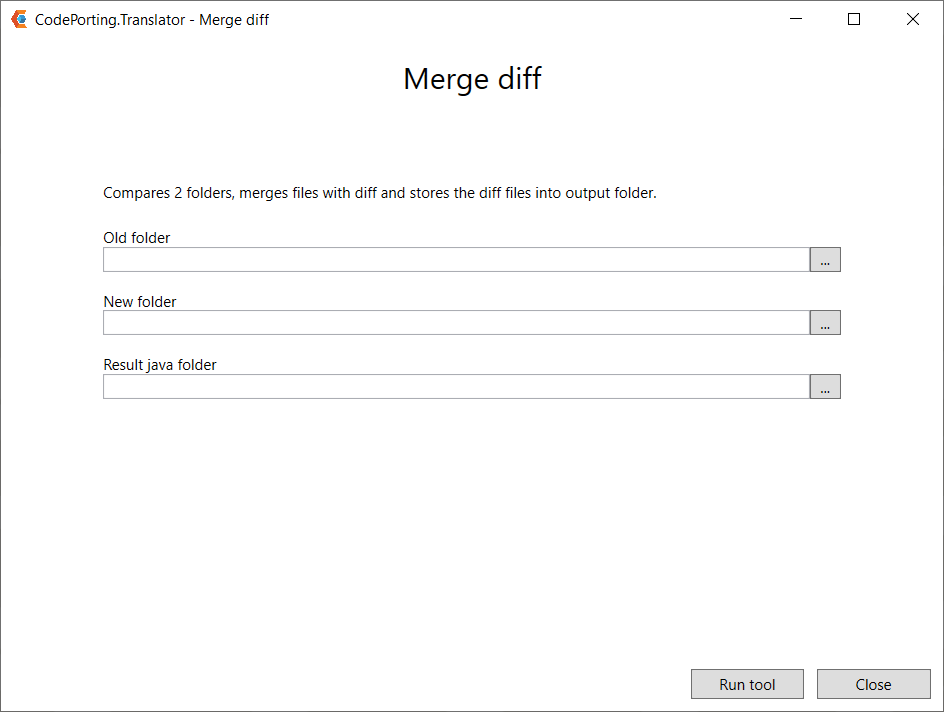 CodePorting.Translator - Merge diff
Merge diff
Compares 2 folders, merges files with diff and stores the diff files into output folder.
Old folder
...
New folder
...
Result java folder
...
Run tool
Close